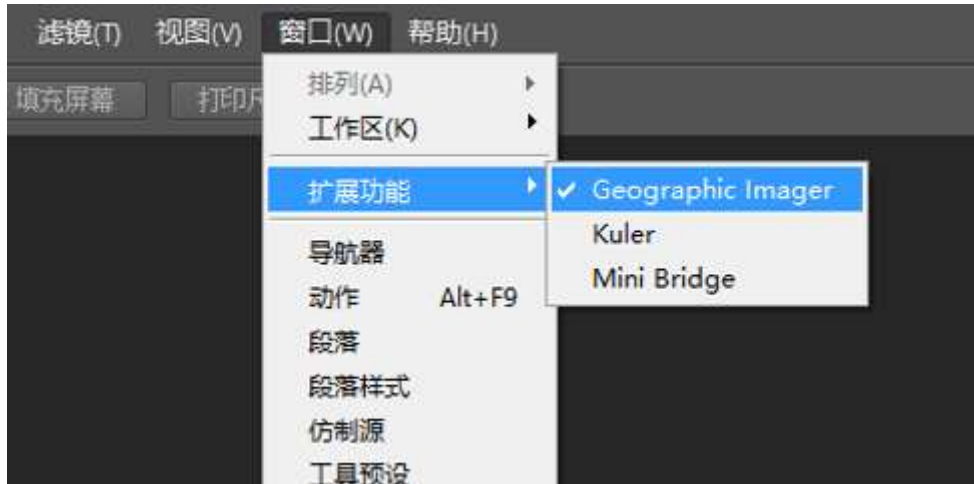 滤镜(T) 视图(V) 窗口(W) 帮助(H)
填充屏幕 打印尺
排列(A)
工作区(K)
扩展功能
Geographic Imager
Kuler
Mini Bridge
导航器
动作 Alt+F9
段落
段落样式
仿制源
工具预设